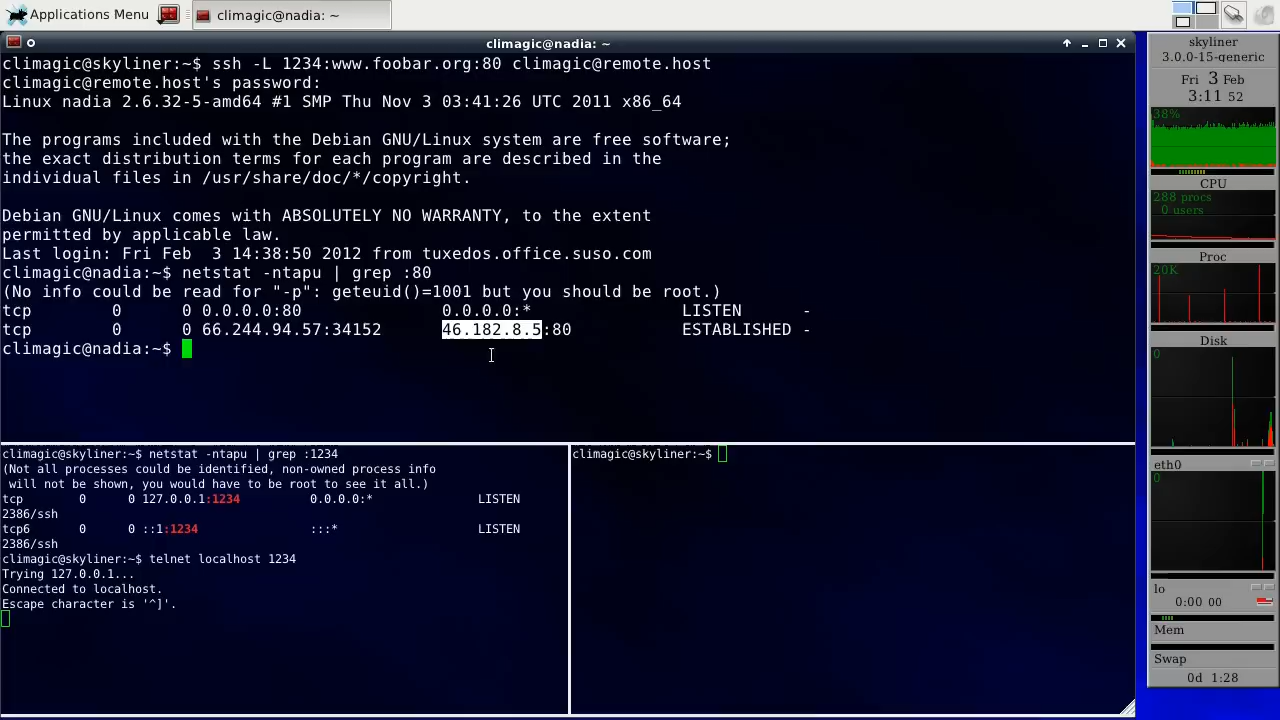 Applications Menu
climagic@nadia: ~
climagic@nadia: ~
climagic@skyliner:~$ ssh -L 1234:www.foobar.org:80 climagic@remote.host
climagic@remote.host's password:
Linux nadia 2.6.32-5-amd64 #1 SMP Thu Nov 3 03:41:26 UTC 2011 x86_64
The programs included with the Debian GNU/Linux system are free software;
the exact distribution terms for each program are described in the
individual files in /usr/share/doc/*/copyright.
Debian GNU/Linux comes with ABSOLUTELY NO WARRANTY, to the extent
permitted by applicable law.
Last login: Fri Feb  3 14:38:50 2012 from tuxedos.office.suso.com
climagic@nadia:~$ netstat -ntapu | grep :80
(No info could be read for "-p": geteuid()=1001 but you should be root.)
tcp        0      0 0.0.0.0:80              0.0.0.0:*               LISTEN      -
tcp        0      0 66.244.94.57:34152      46.182.8.5:80           ESTABLISHED -
climagic@nadia:~$
climagic@skyliner:~$ netstat -ntapu | grep :1234
(Not all processes could be identified, non-owned process info
 will not be shown, you would have to be root to see it all.)
tcp        0      0 127.0.0.1:1234          0.0.0.0:*               LISTEN
2386/ssh
tcp6       0      0 ::1:1234                :::*                    LISTEN
2386/ssh
climagic@skyliner:~$ telnet localhost 1234
Trying 127.0.0.1...
Connected to localhost.
Escape character is '^]'.
climagic@skyliner:~$
skyliner
3.0.0-15-generic
Fri 3 Feb
3:11 52
38%
CPU
288 procs
0 users
Proc
20K
Disk
0
eth0
0
lo
0:00 00
Mem
Swap
0d 1:28